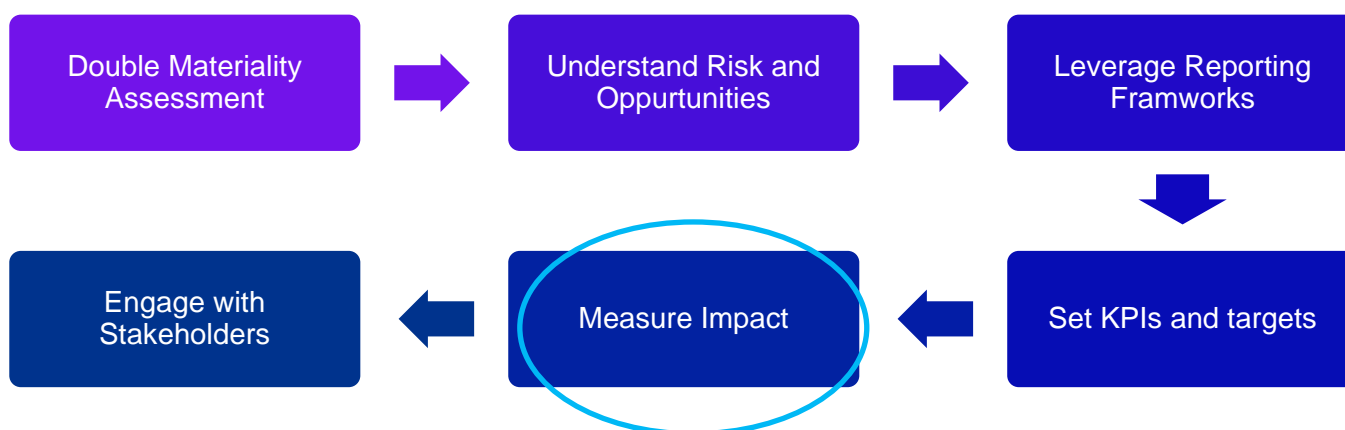 Double Materiality
Assessment
Understand Risk and
Oppurtunities
Leverage Reporting
Framworks
Set KPIs and targets
Measure Impact
Engage with
Stakeholders